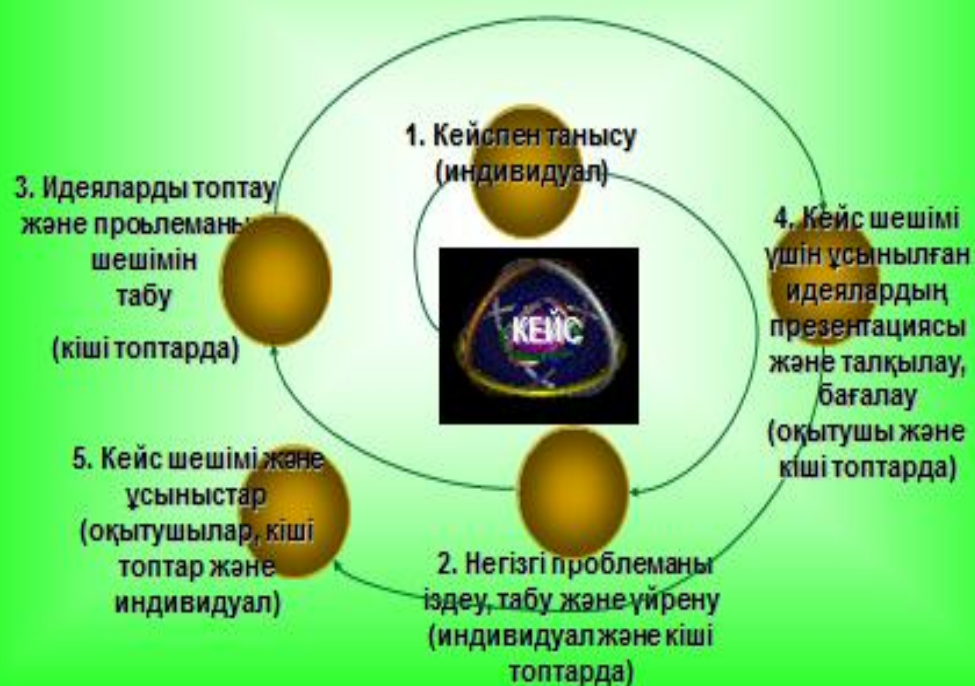 1. Кейспен танысу
(индивидуал)
КЕЙС
2. Негізгі проблеманы
іздеу, табу және үйрену
(индивидуал және кіші
топтарда)
3. Идеяларды топтау
және проьлеманы
шешімін
табу
(кіші топтарда)
4. Кейс шешімі
үшін ұсынылған
идеялардың
презентациясы
және талқылау,
бағалау
(оқытушы және
кіші топтарда)
5. Кейс шешімі және
ұсыныстар
(оқытушылар, кіші
топтар және
индивидуал)